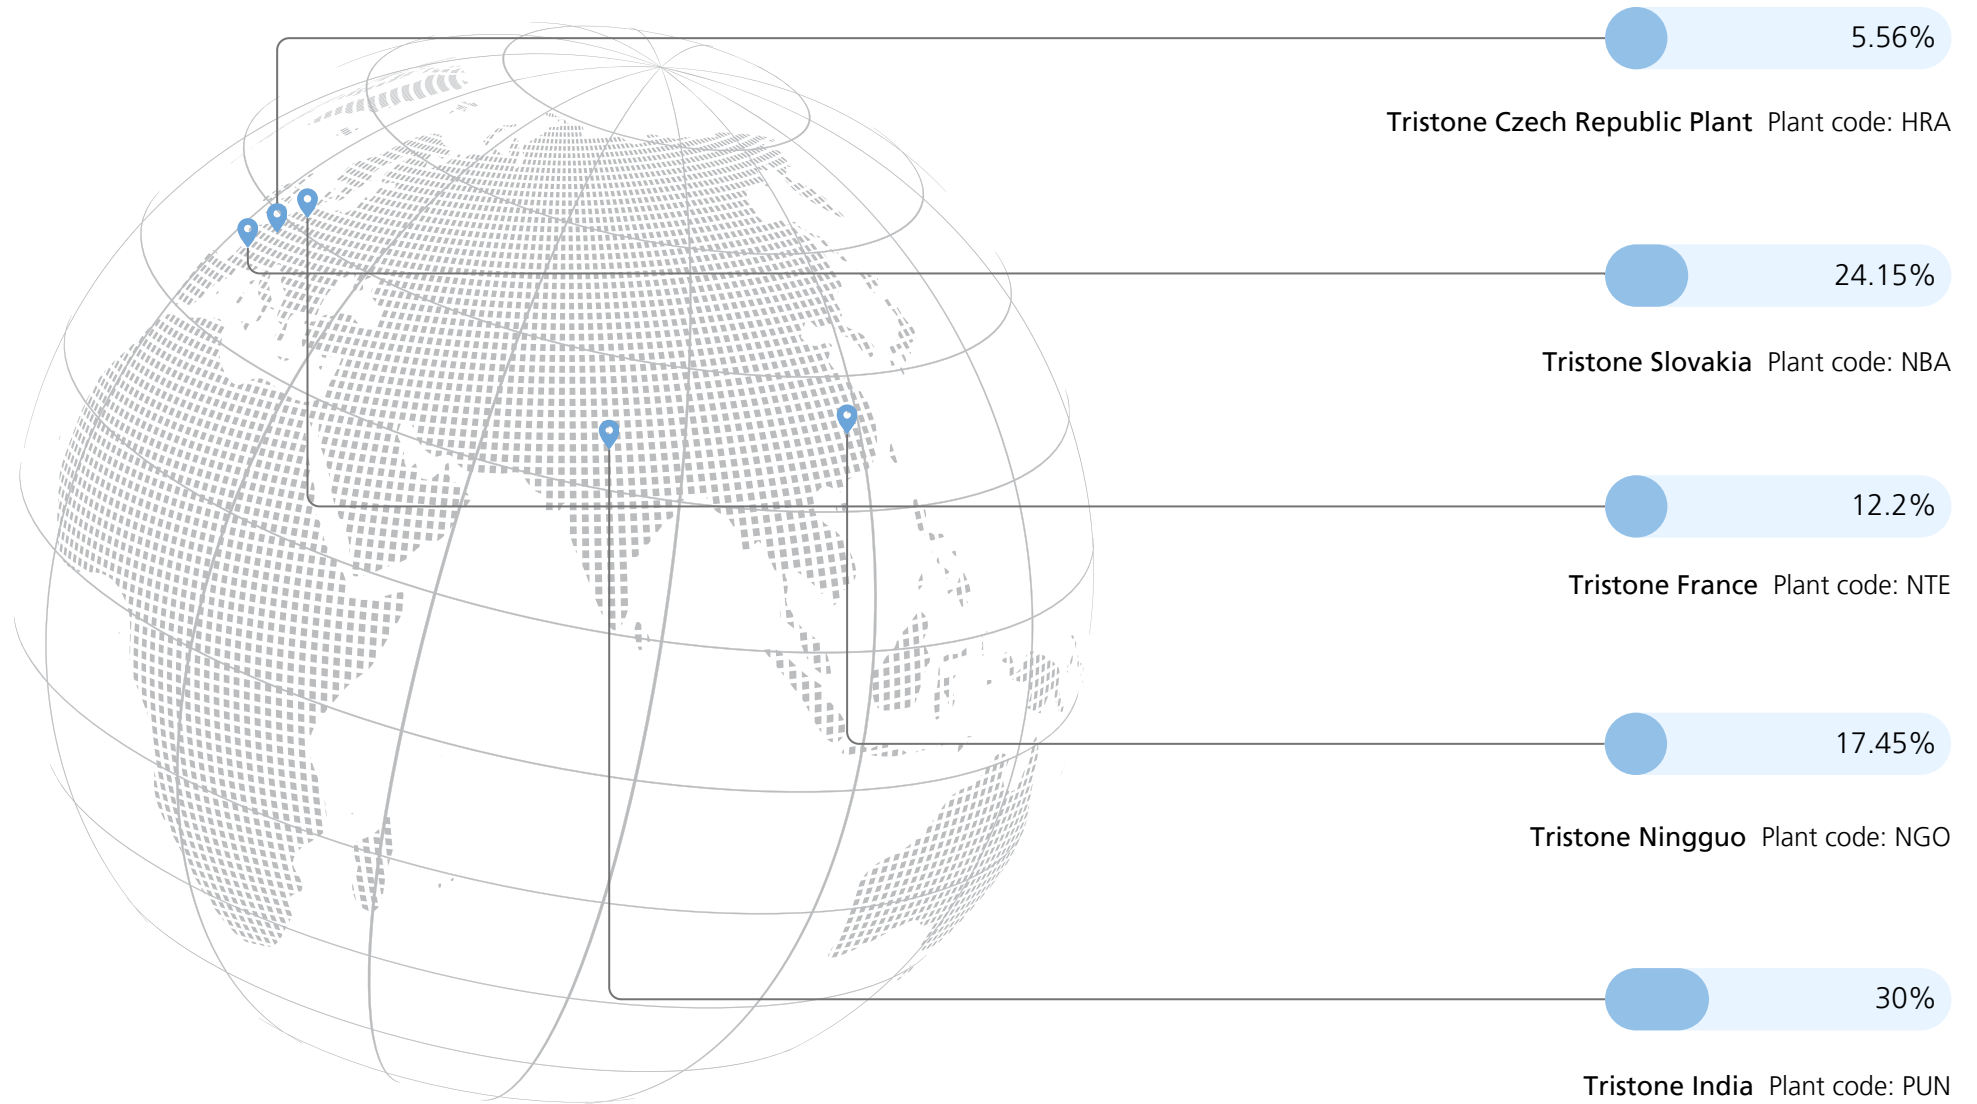 5.56%
Tristone Czech Republic Plant Plant code: HRA
24.15%
Tristone Slovakia Plant code: NBA
12.2%
Tristone France Plant code: NTE
17.45%
Tristone Ningguo Plant code: NGO
30%
Tristone India Plant code: PUN